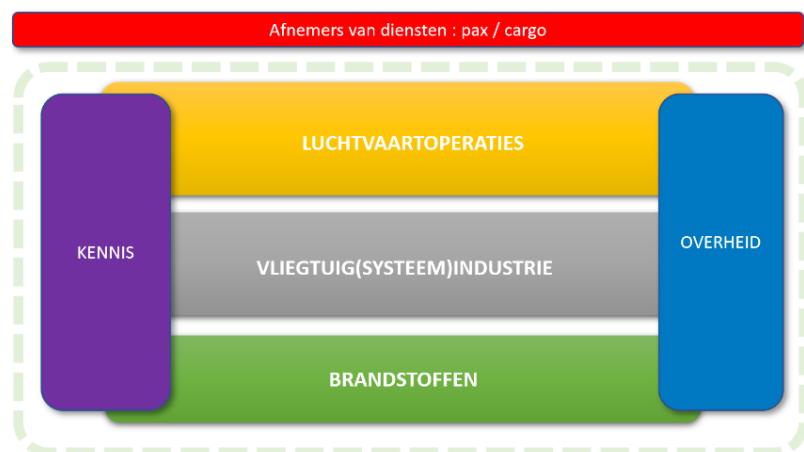 Afnemers van diensten : pax / cargo
LUCHTVAARTOPERATIES
KENNIS
OVERHEID
VLIEGTUIG(SYSTEEM)INDUSTRIE
BRANDSTOFFEN